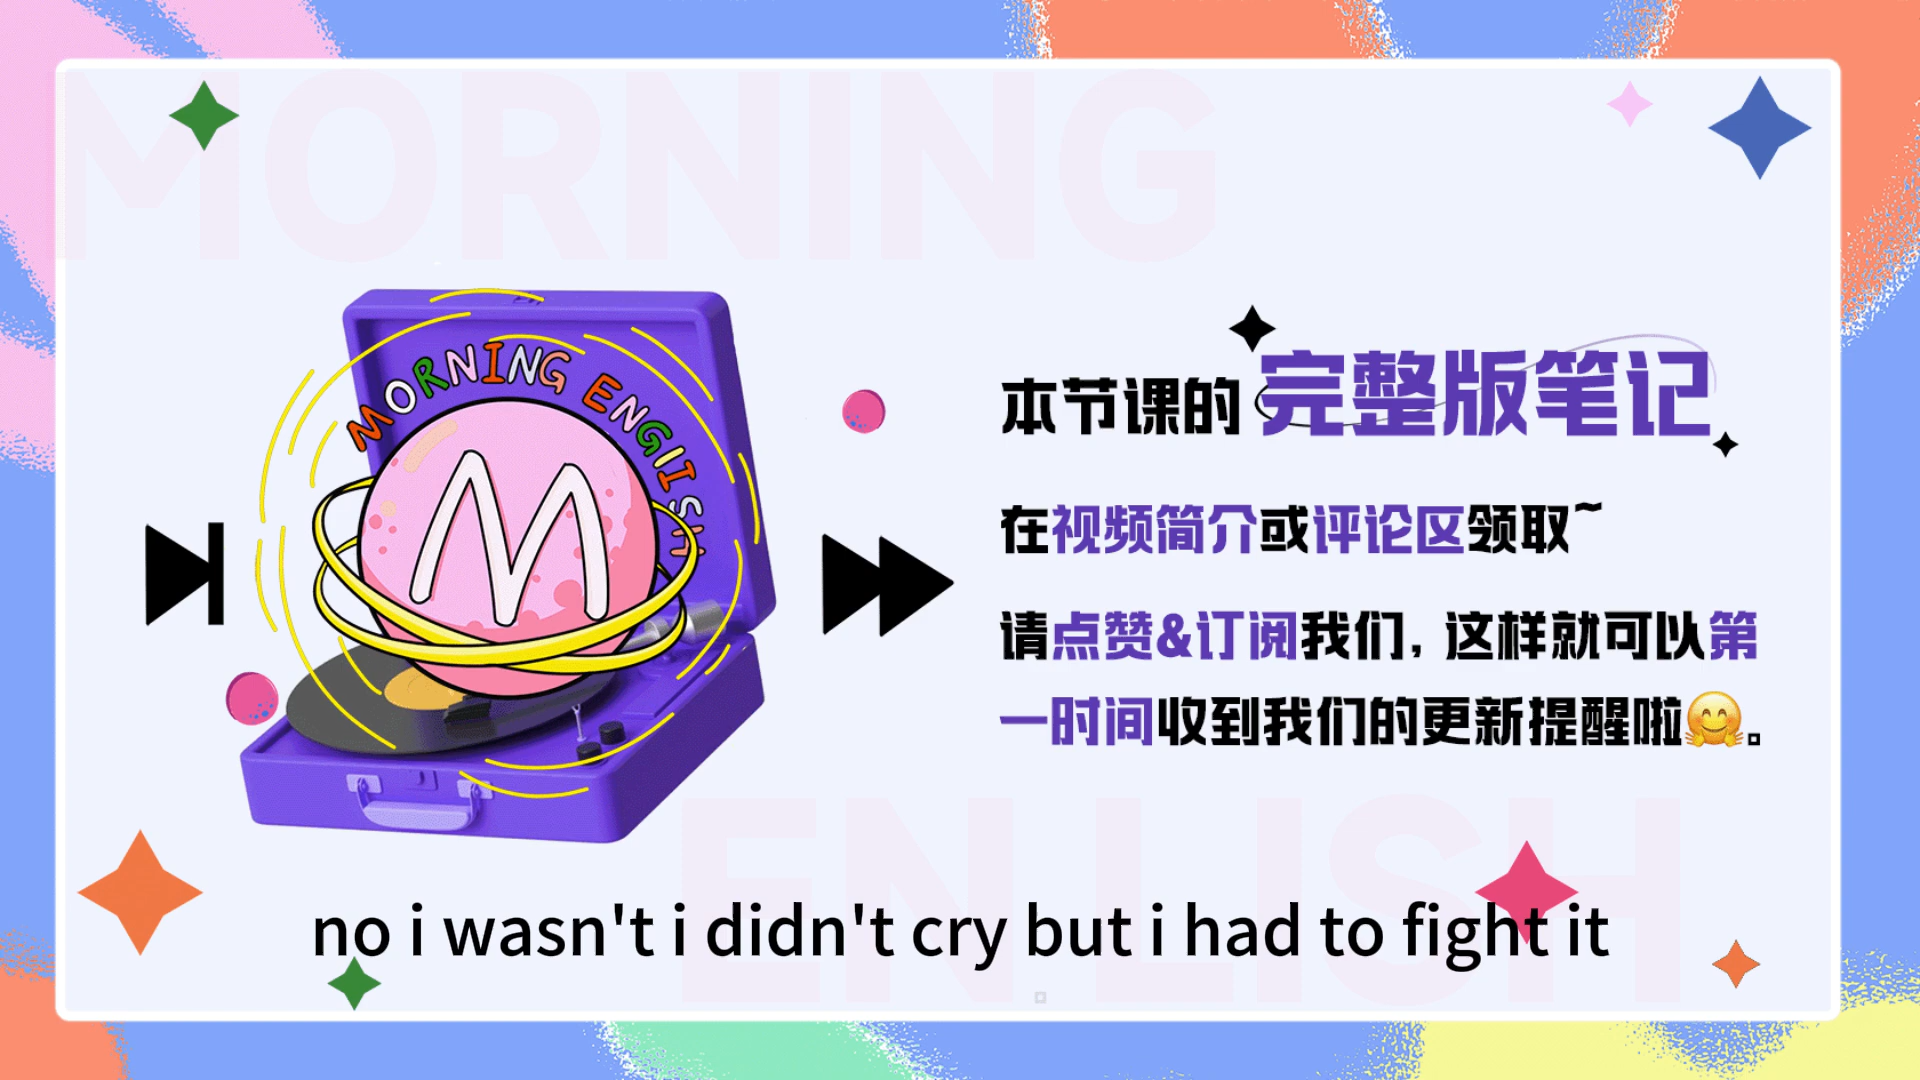 MORNING
MORNING ENGlISH
M
本节课的 完整版笔记
在视频简介或评论区领取~
请点赞&订阅我们，这样就可以第
一时间收到我们的更新提醒啦🤗。
EN LISH
no i wasn't i didn't cry but i had to fight it